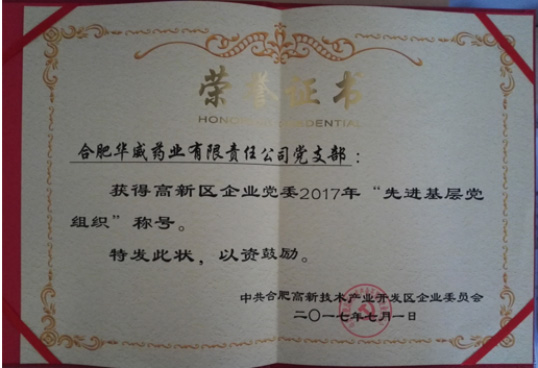 荣誉证书
HONORARY CREDENTIAL
合肥华威药业有限责任公司党支部：
获得高新区企业党委2017年“先进基层党
组织”称号。
特发此状，以资鼓励。
中共合肥高新技术产业开发区企业委员会
二〇一七年七月一日